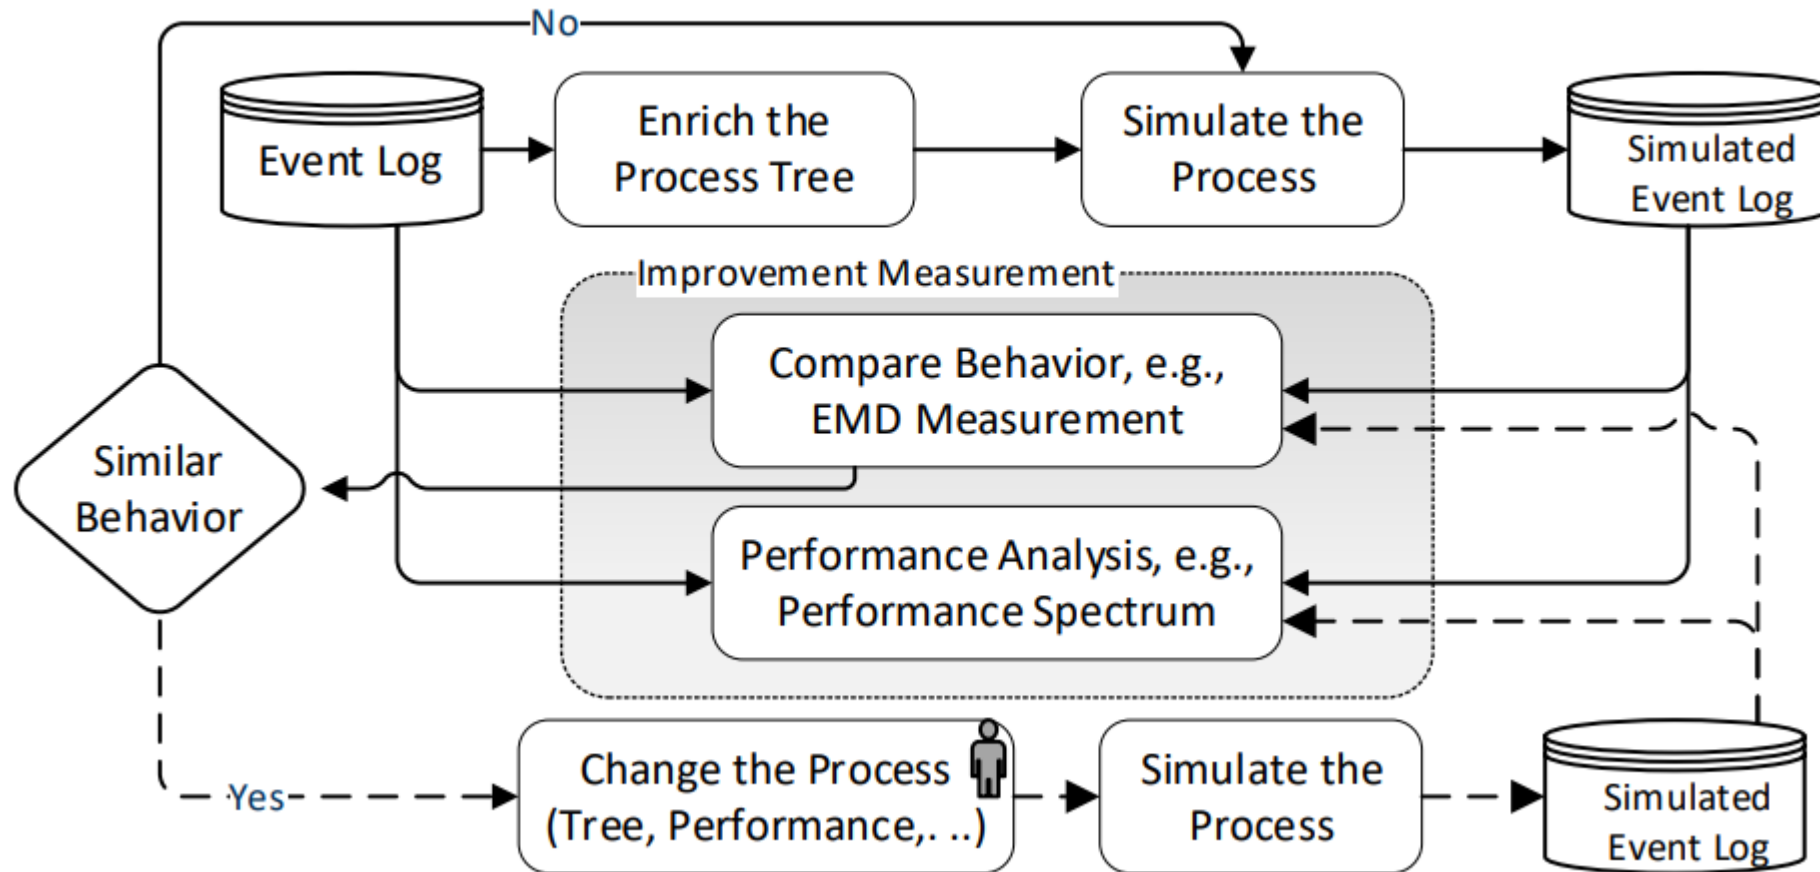 No
Event Log
Enrich the
Process Tree
Simulate the
Process
Simulated
Event Log
Improvement Measurement
Compare Behavior, e.g.,
EMD Measurement
Similar
Behavior
Performance Analysis, e.g.,
Performance Spectrum
Yes
Change the Process
(Tree, Performance,. ..)
Simulate the
Process
Simulated
Event Log